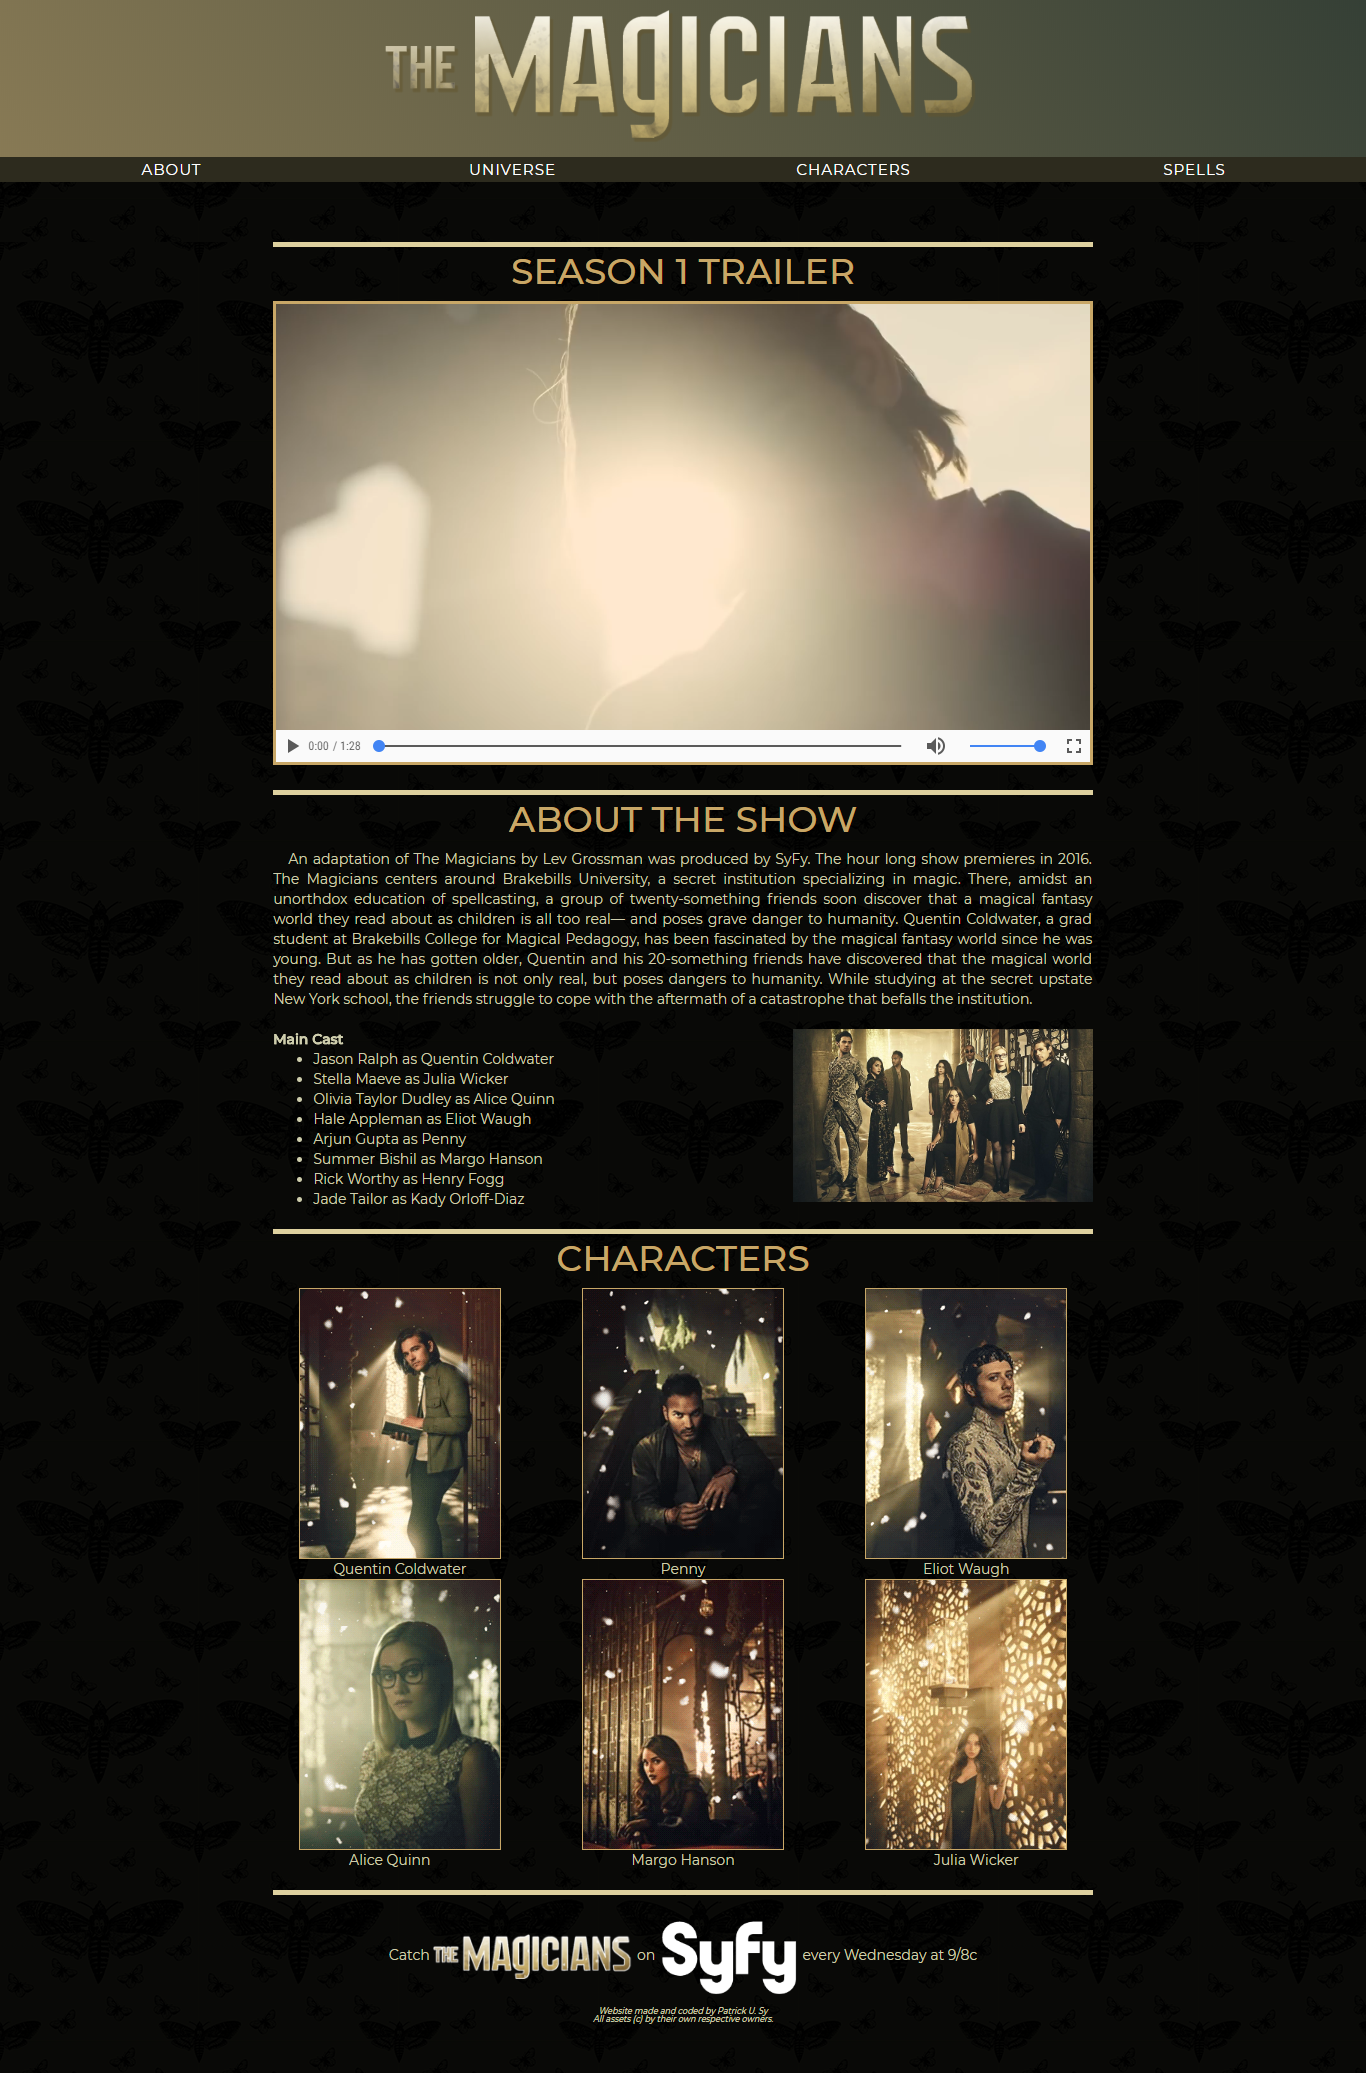 THE MAGICIANS
ABOUT UNIVERSE CHARACTERS SPELLS
SEASON 1 TRAILER
0:00 / 1:28
ABOUT THE SHOW
An adaptation of The Magicians by Lev Grossman was produced by SyFy. The hour long show premieres in 2016.
The Magicians centers around Brakebills University, a secret institution specializing in magic. There, amidst an
unorthdox education of spellcasting, a group of twenty-something friends soon discover that a magical fantasy
world they read about as children is all too real— and poses grave danger to humanity. Quentin Coldwater, a grad
student at Brakebills College for Magical Pedagogy, has been fascinated by the magical fantasy world since he was
young. But as he has gotten older, Quentin and his 20-something friends have discovered that the magical world
they read about as children is not only real, but poses dangers to humanity. While studying at the secret upstate
New York school, the friends struggle to cope with the aftermath of a catastrophe that befalls the institution.
Main Cast
• Jason Ralph as Quentin Coldwater
• Stella Maeve as Julia Wicker
• Olivia Taylor Dudley as Alice Quinn
• Hale Appleman as Eliot Waugh
• Arjun Gupta as Penny
• Summer Bishil as Margo Hanson
• Rick Worthy as Henry Fogg
• Jade Tailor as Kady Orloff-Diaz
CHARACTERS
Quentin Coldwater Penny Eliot Waugh
Alice Quinn Margo Hanson Julia Wicker
Catch THE MAGICIANS on Syfy every Wednesday at 9/8c
Website made and coded by Patrick U. Sy
All assets (c) by their own respective owners.